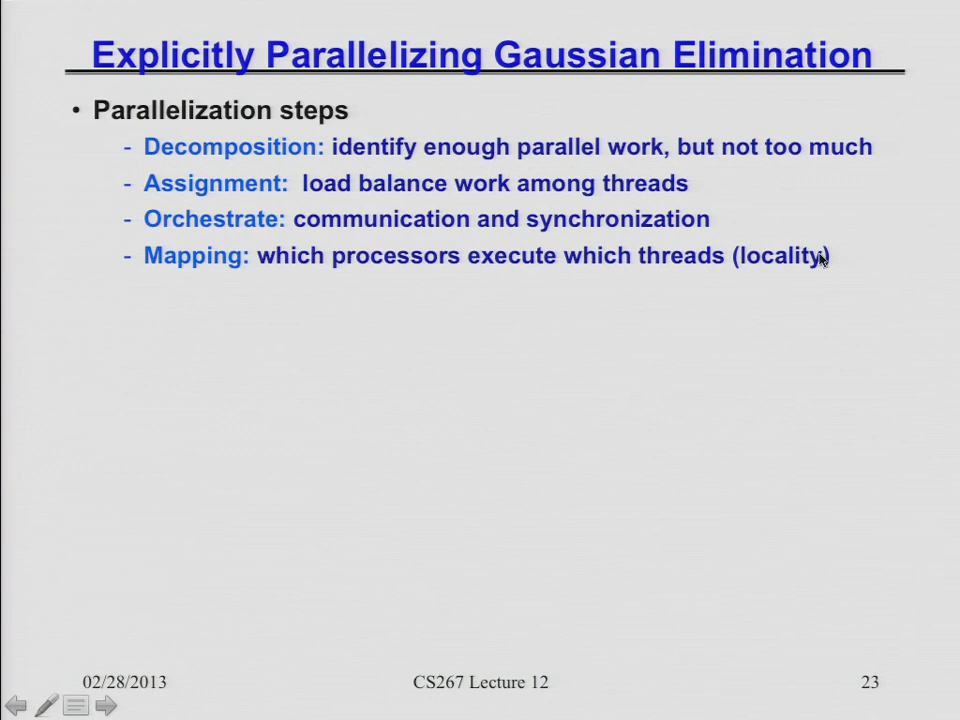 Explicitly Parallelizing Gaussian Elimination
• Parallelization steps
- Decomposition: identify enough parallel work, but not too much
- Assignment: load balance work among threads
- Orchestrate: communication and synchronization
- Mapping: which processors execute which threads (locality)
02/28/2013 CS267 Lecture 12 23